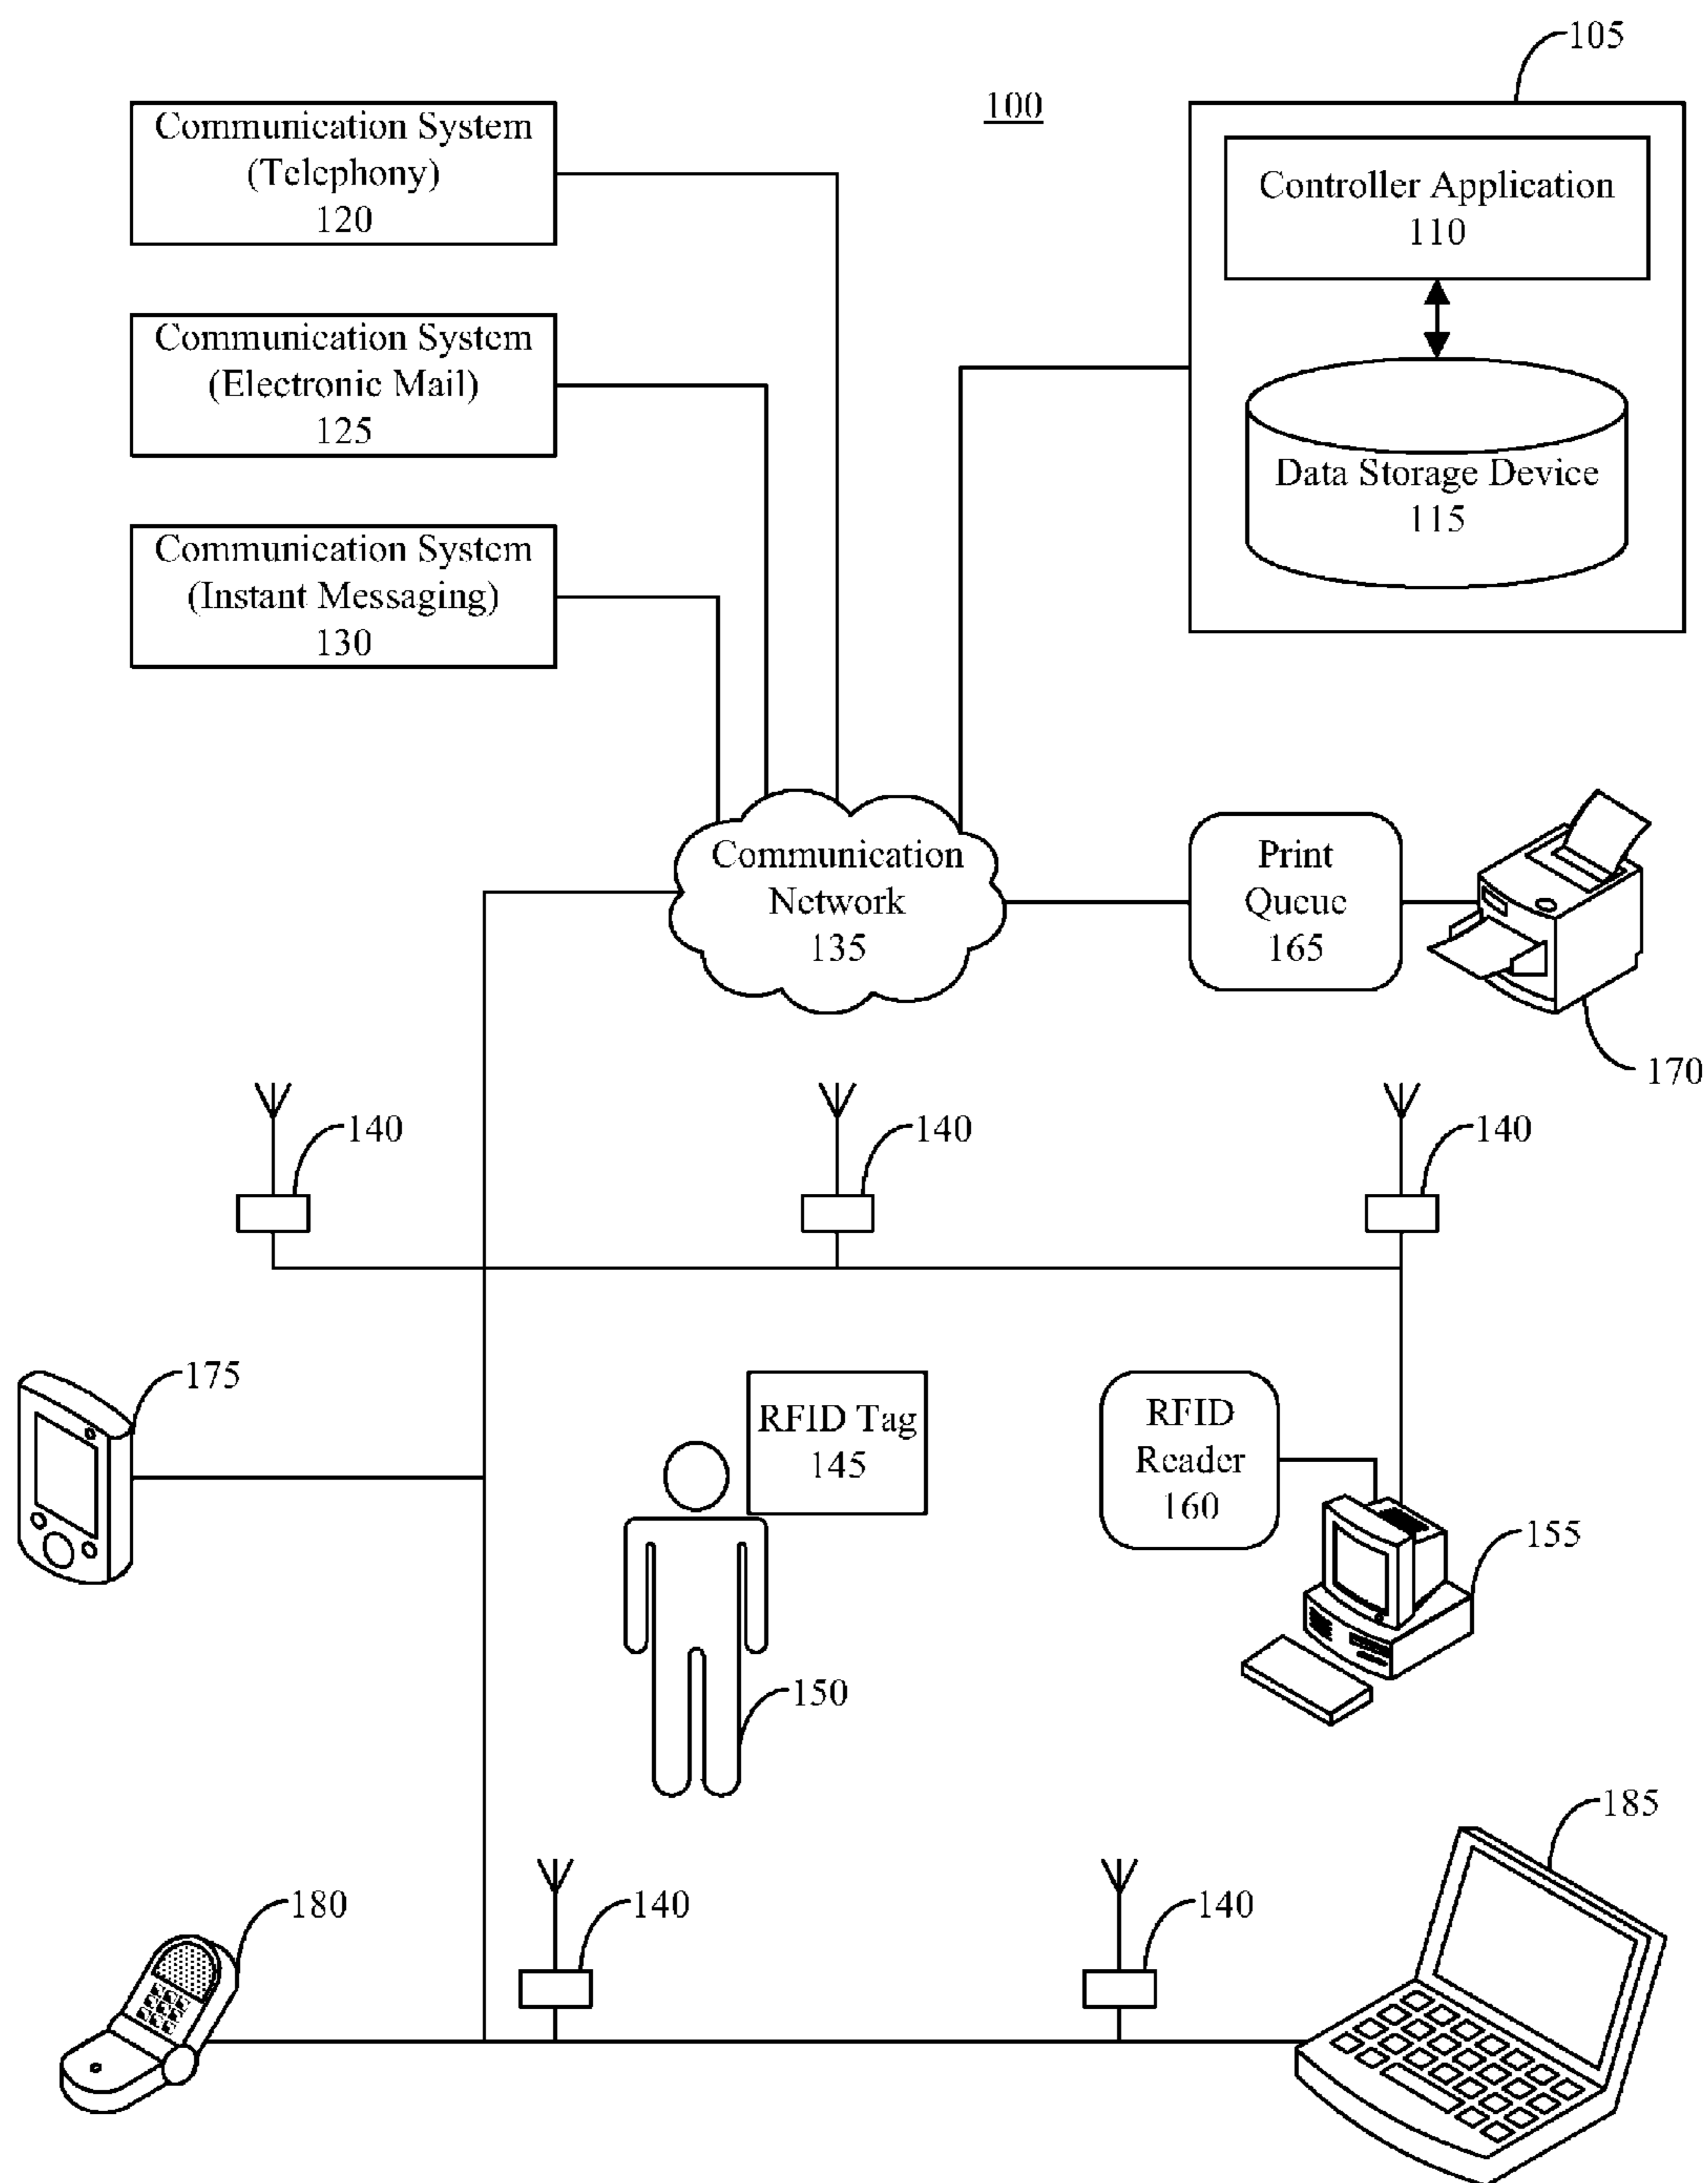 105
100
Communication System
(Telephony)
120
Controller Application
110
Communication System
(Electronic Mail)
125
Data Storage Device
115
Communication System
(Instant Messaging)
130
Communication
Network
135
Print
Queue
165
170
140
140
140
175
RFID Tag
145
RFID
Reader
160
155
150
185
180
140
140